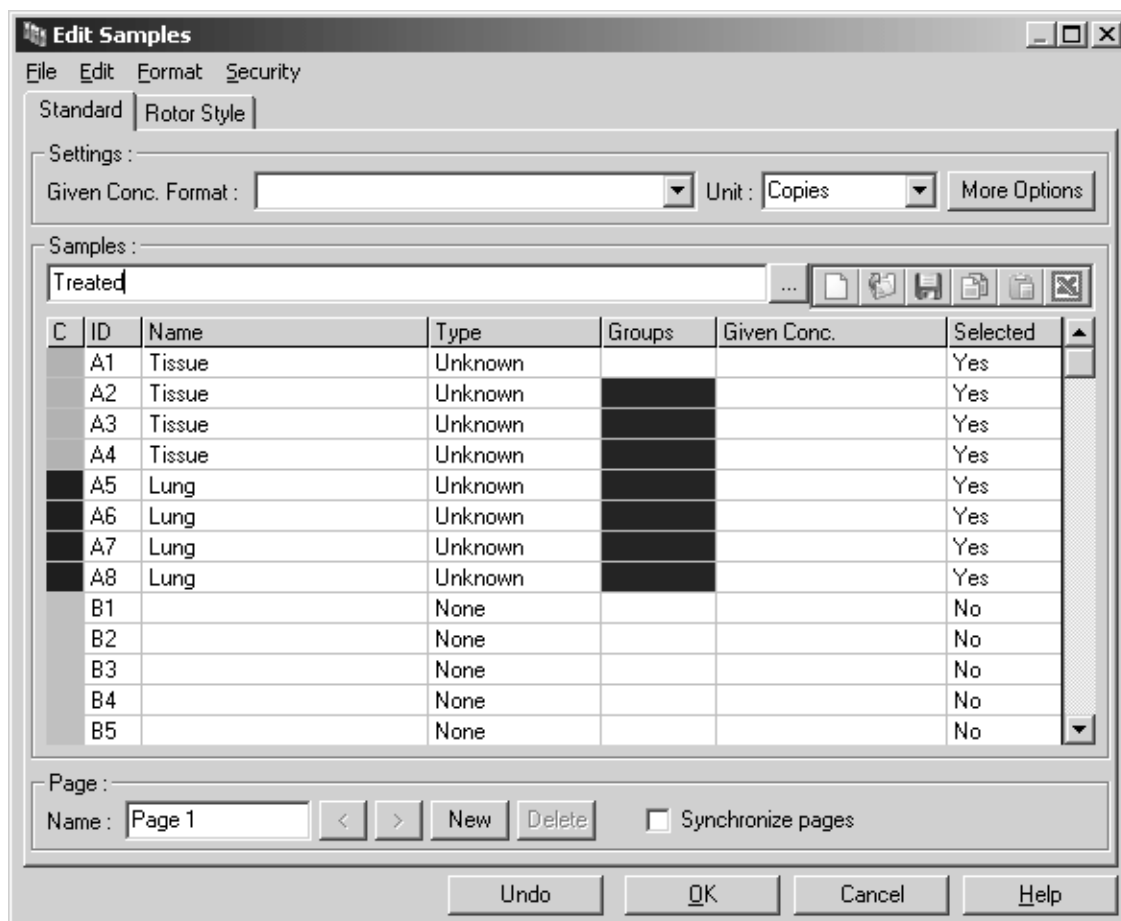 Edit Samples
File Edit Format Security
Standard Rotor Style
Settings :
Given Conc. Format : Unit : Copies More Options
Samples :
Treated ...
C ID Name Type Groups Given Conc. Selected
A1 Tissue Unknown Yes
A2 Tissue Unknown Yes
A3 Tissue Unknown Yes
A4 Tissue Unknown Yes
A5 Lung Unknown Yes
A6 Lung Unknown Yes
A7 Lung Unknown Yes
A8 Lung Unknown Yes
B1 None No
B2 None No
B3 None No
B4 None No
B5 None No
Page :
Name : Page 1 < > New Delete Synchronize pages
Undo OK Cancel Help